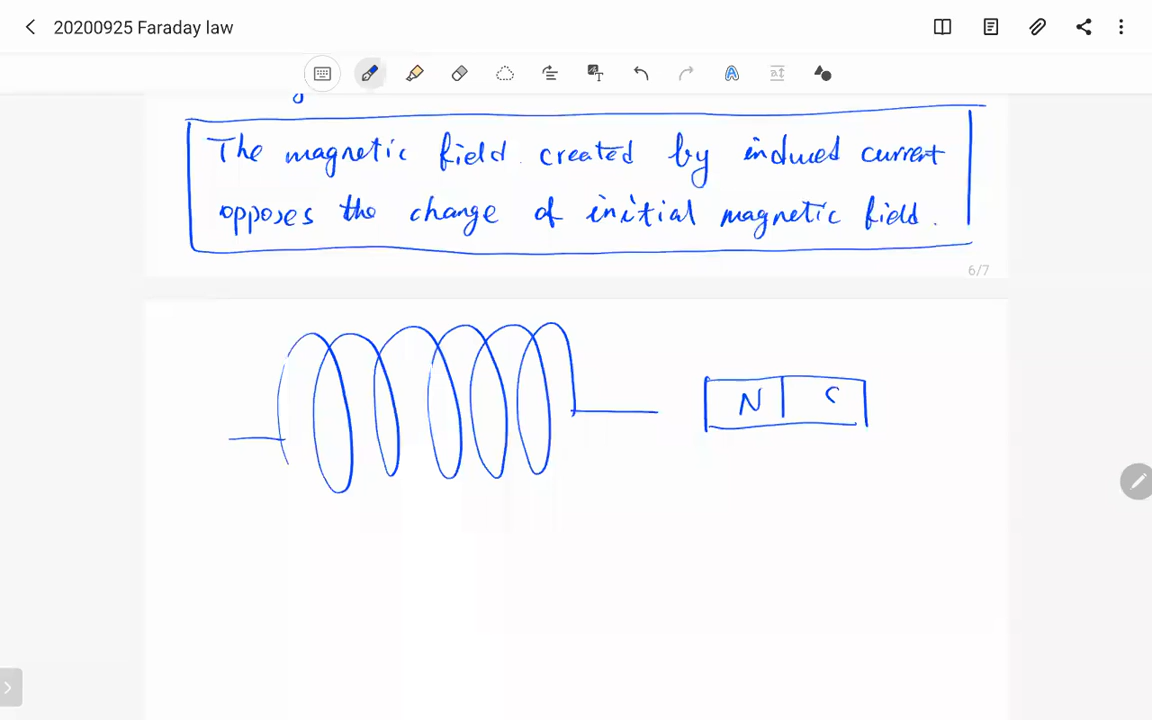 20200925 Faraday law
The magnetic field created by induced current
opposes the change of initial magnetic field.
6/7
N